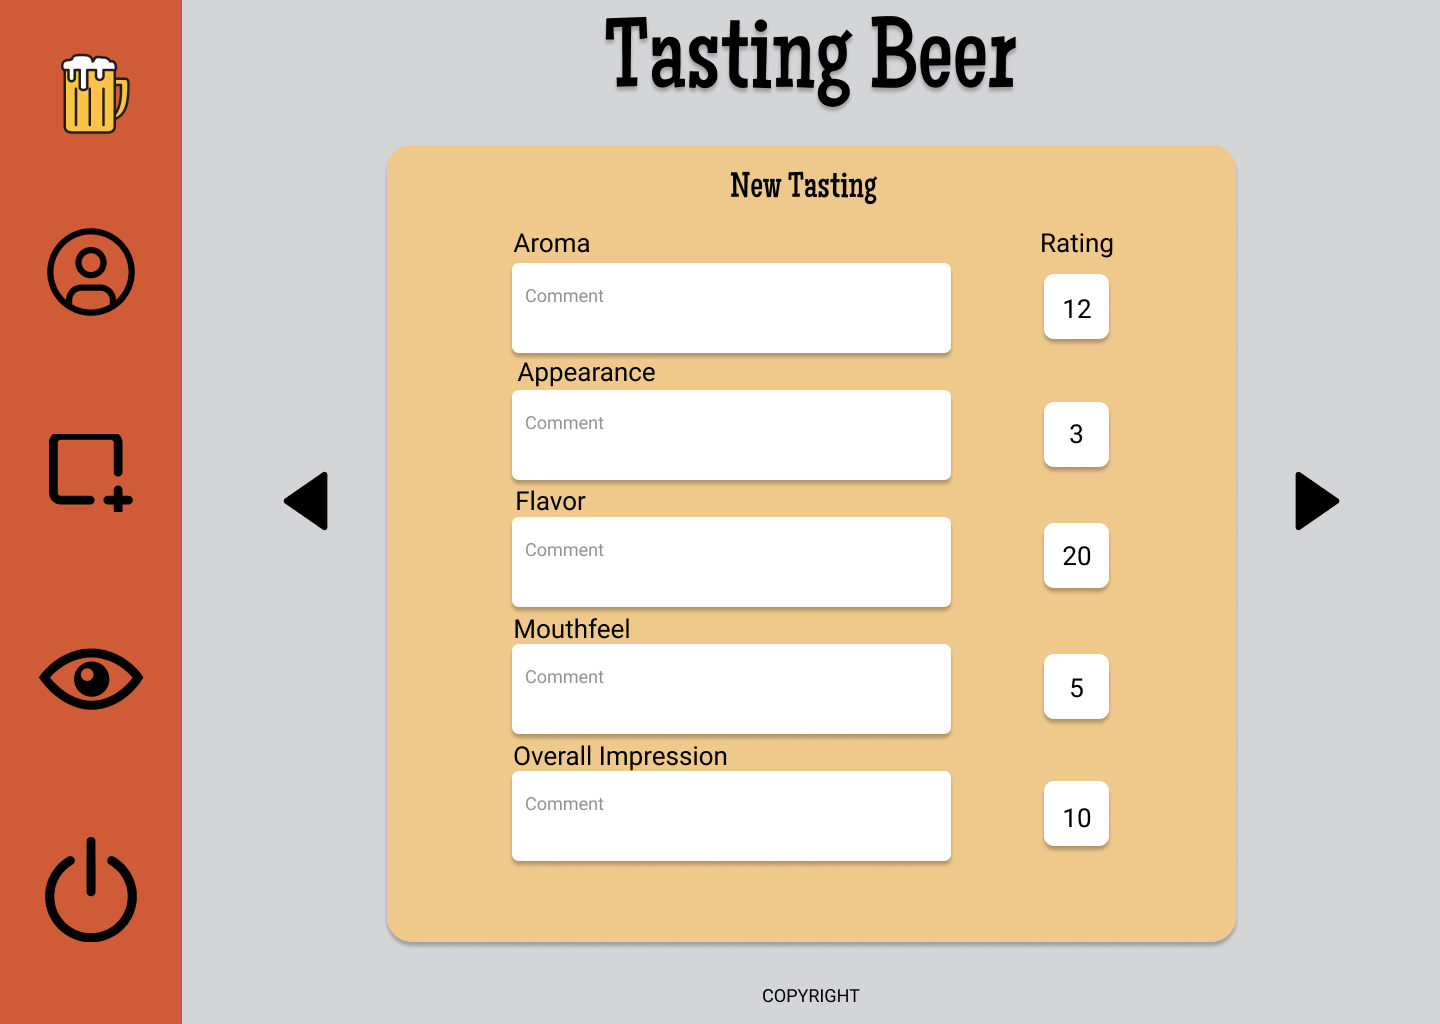 Tasting Beer
New Tasting
Aroma
Rating
Comment
12
Appearance
Comment
3
Flavor
Comment
20
Mouthfeel
Comment
5
Overall Impression
Comment
10
COPYRIGHT